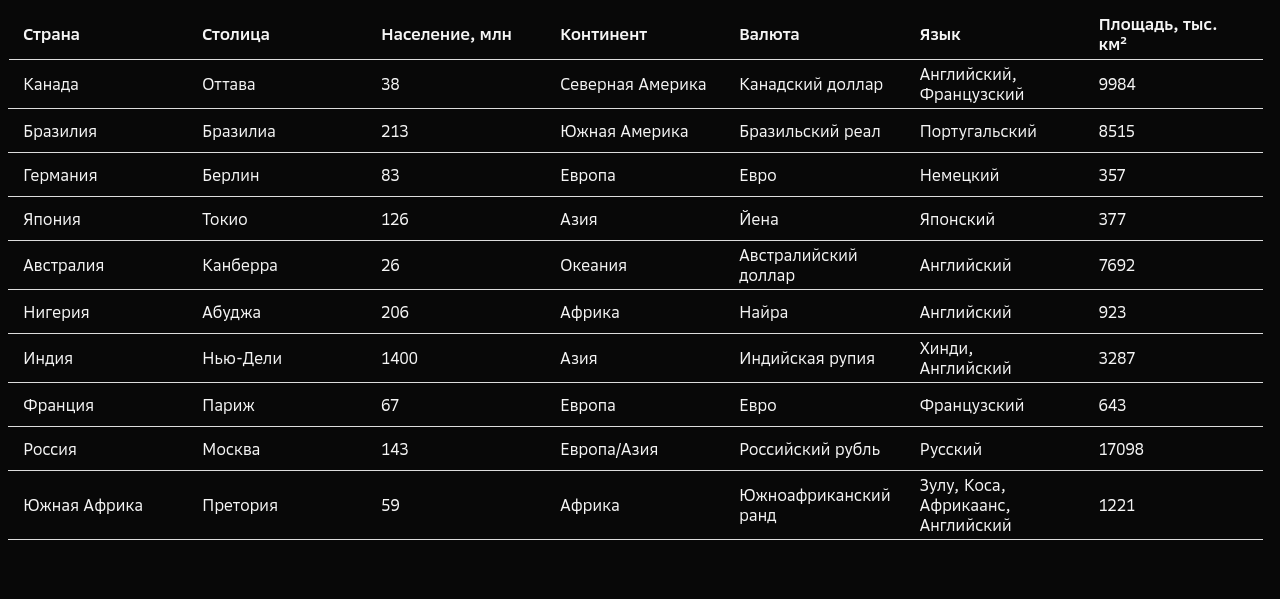 Страна Столица Население, млн Континент Валюта Язык Площадь, тыс.
км²
Канада Оттава 38 Северная Америка Канадский доллар Английский,
Французский 9984
Бразилия Бразилиа 213 Южная Америка Бразильский реал Португальский 8515
Германия Берлин 83 Европа Евро Немецкий 357
Япония Токио 126 Азия Йена Японский 377
Австралия Канберра 26 Океания Австралийский
доллар Английский 7692
Нигерия Абуджа 206 Африка Найра Английский 923
Индия Нью-Дели 1400 Азия Индийская рупия Хинди,
Английский 3287
Франция Париж 67 Европа Евро Французский 643
Россия Москва 143 Европа/Азия Российский рубль Русский 17098
Южная Африка Претория 59 Африка Южноафриканский
ранд Зулу, Коса,
Африкаанс,
Английский 1221